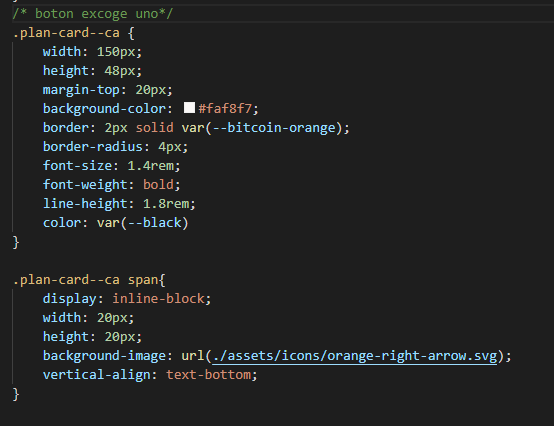 /* boton excoge uno*/
.plan-card--ca {
    width: 150px;
    height: 48px;
    margin-top: 20px;
    background-color: #faf8f7;
    border: 2px solid var(--bitcoin-orange);
    border-radius: 4px;
    font-size: 1.4rem;
    font-weight: bold;
    line-height: 1.8rem;
    color: var(--black)
}

.plan-card--ca span{
    display: inline-block;
    width: 20px;
    height: 20px;
    background-image: url(./assets/icons/orange-right-arrow.svg);
    vertical-align: text-bottom;
}